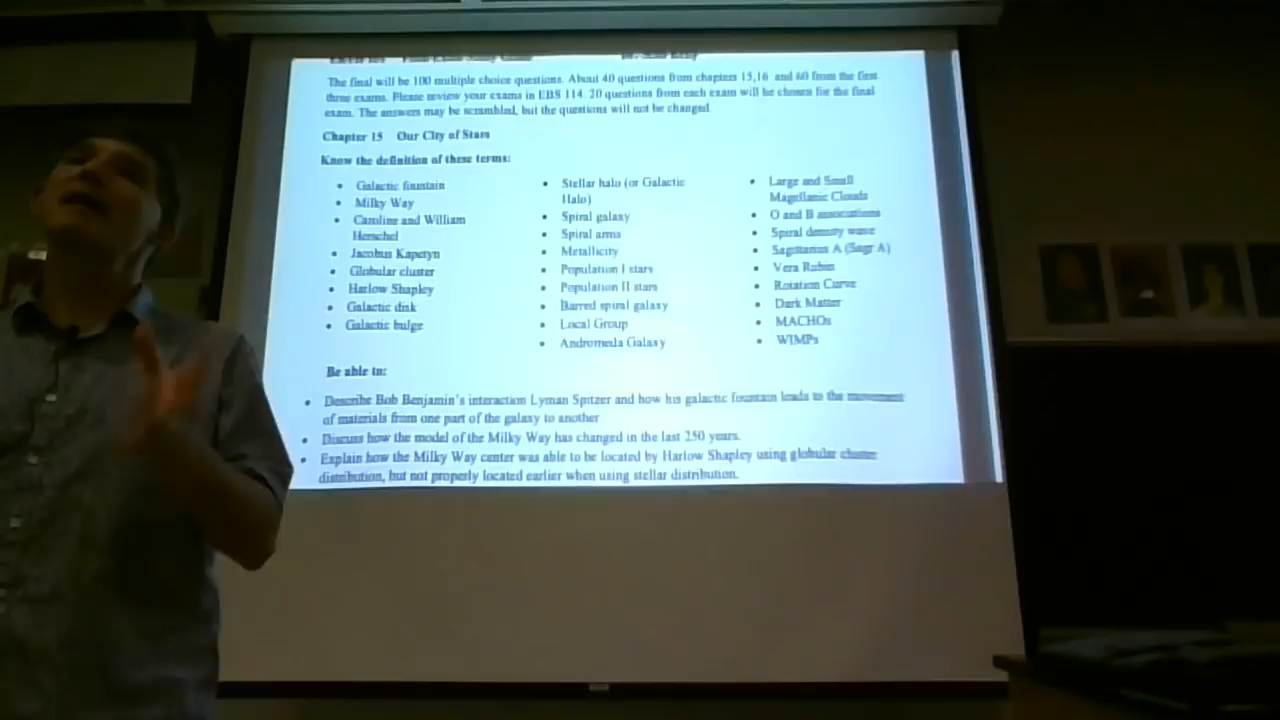 The final will be 100 multiple choice questions. About 40 questions from chapters 15,16 and 60 from the first
three exams. Please review your exams in EBS 114. 20 questions from each exam will be chosen for the final
exam. The answers may be scrambled, but the questions will not be changed.
Chapter 15 Our City of Stars
Know the definition of these terms:
• Galactic fountain
• Milky Way
• Caroline and William
Herschel
• Jacobus Kapteyn
• Globular cluster
• Harlow Shapley
• Galactic disk
• Galactic bulge
• Stellar halo (or Galactic
Halo)
• Spiral galaxy
• Spiral arms
• Metallicity
• Population I stars
• Population II stars
• Barred spiral galaxy
• Local Group
• Andromeda Galaxy
• Large and Small
Magellanic Clouds
• O and B associations
• Spiral density wave
• Sagittarius A (Sagr A)
• Vera Rubin
• Rotation Curve
• Dark Matter
• MACHOs
• WIMPs
Be able to:
• Describe Bob Benjamin's interaction Lyman Spitzer and how his galactic fountain leads to the movement
of materials from one part of the galaxy to another
• Discuss how the model of the Milky Way has changed in the last 250 years.
• Explain how the Milky Way center was able to be located by Harlow Shapley using globular cluster
distribution, but not properly located earlier when using stellar distribution.